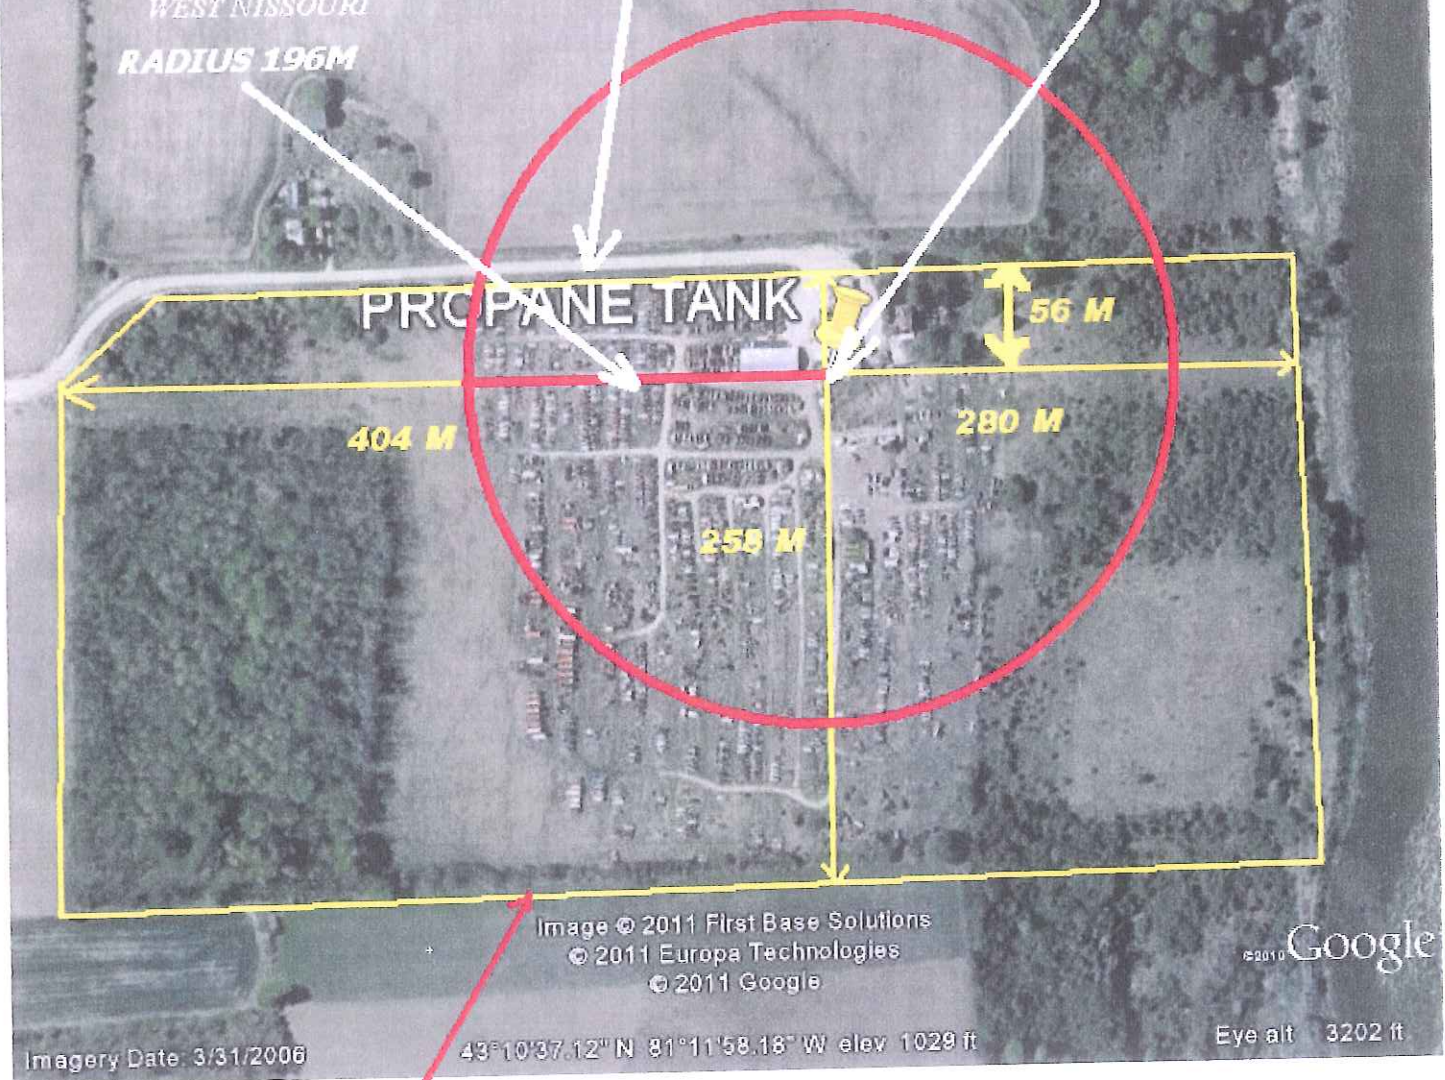 WEST NISSOURI
RADIUS 196M
PROPANE TANK
56 M
404 M
280 M
258 M
Image © 2011 First Base Solutions
© 2011 Europa Technologies
© 2011 Google
©2010 Google
Imagery Date: 3/31/2006
43°10'37.12" N 81°11'58.18" W elev 1029 ft
Eye alt 3202 ft